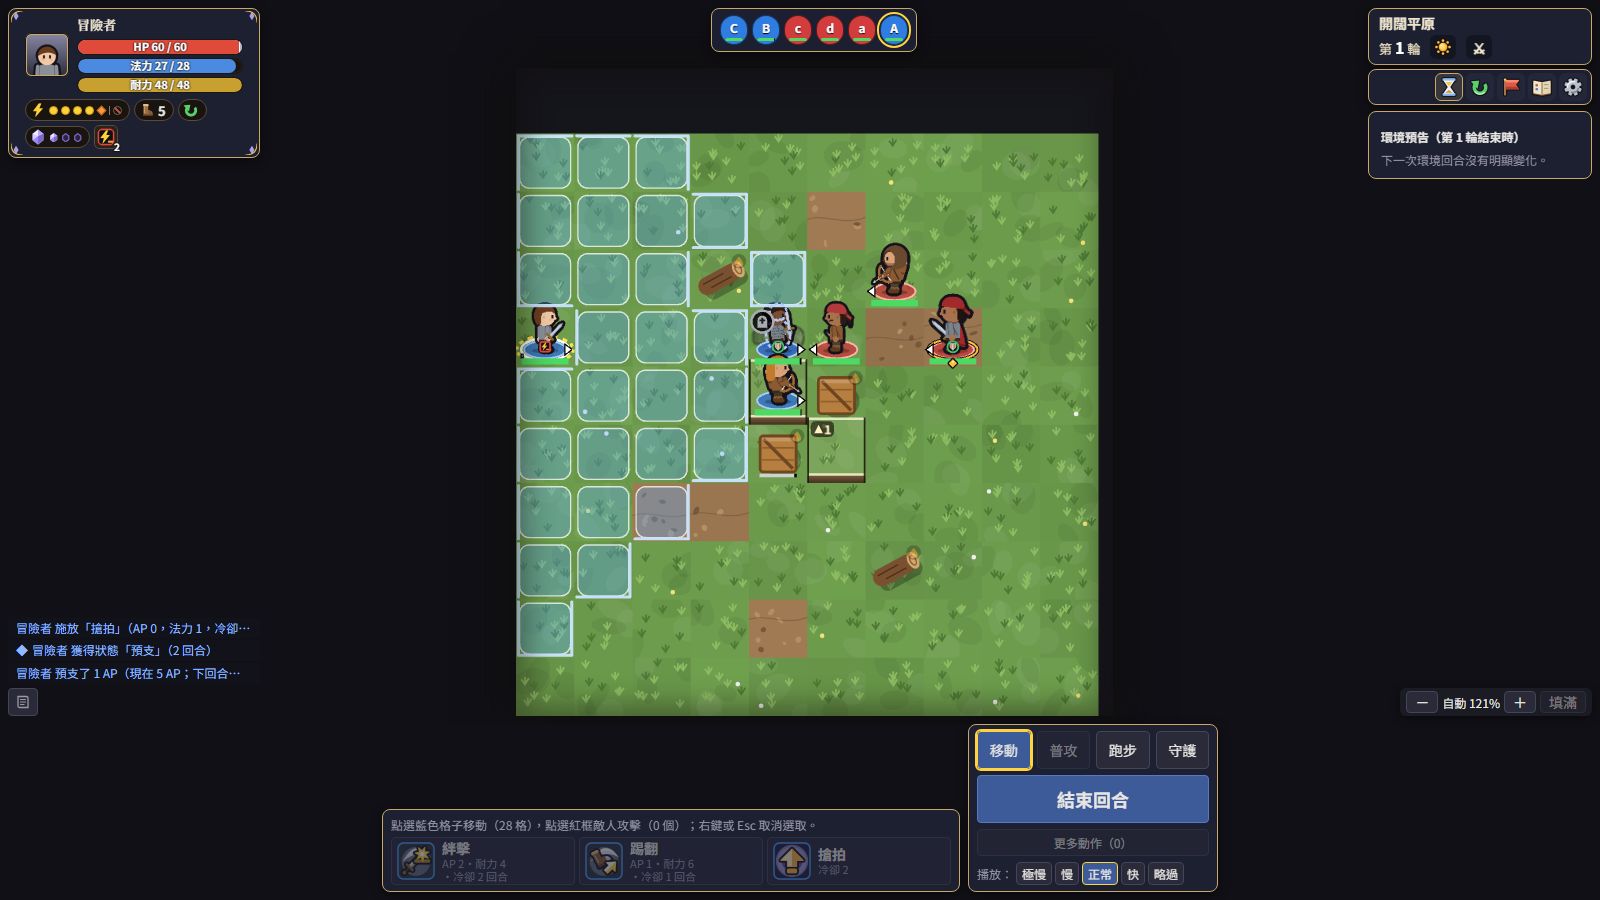 冒險者
HP 60 / 60
法力 27 / 28
耐力 48 / 48
5
2
C B c d a A
開闊平原
第 1 輪
環境預告（第 1 輪結束時）
下一次環境回合沒有明顯變化。
▲1
冒險者 施放「搶拍」（AP 0，法力 1，冷卻…
◆ 冒險者 獲得狀態「預支」（2 回合）
冒險者 預支了 1 AP（現在 5 AP；下回合…
− 自動 121% + 填滿
移動 普攻 跑步 守護
結束回合
更多動作（0）
播放： 極慢 慢 正常 快 略過
點選藍色格子移動（28 格），點選紅框敵人攻擊（0 個）；右鍵或 Esc 取消選取。
絆擊
AP 2・耐力 4
・冷卻 2 回合
踢翻
AP 1・耐力 6
・冷卻 1 回合
搶拍
冷卻 2